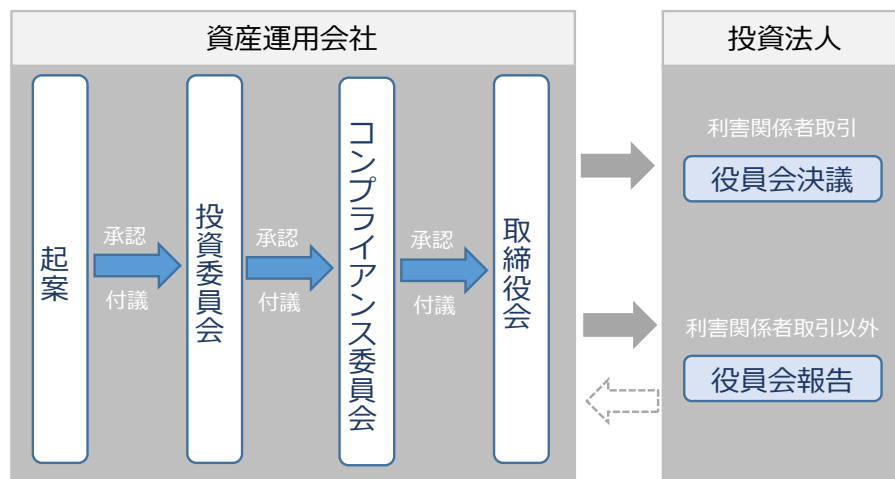 資産運用会社
起案
承認
付議
投資委員会
承認
付議
コンプライアンス委員会
承認
付議
取締役会
投資法人
利害関係者取引
役員会決議
利害関係者取引以外
役員会報告